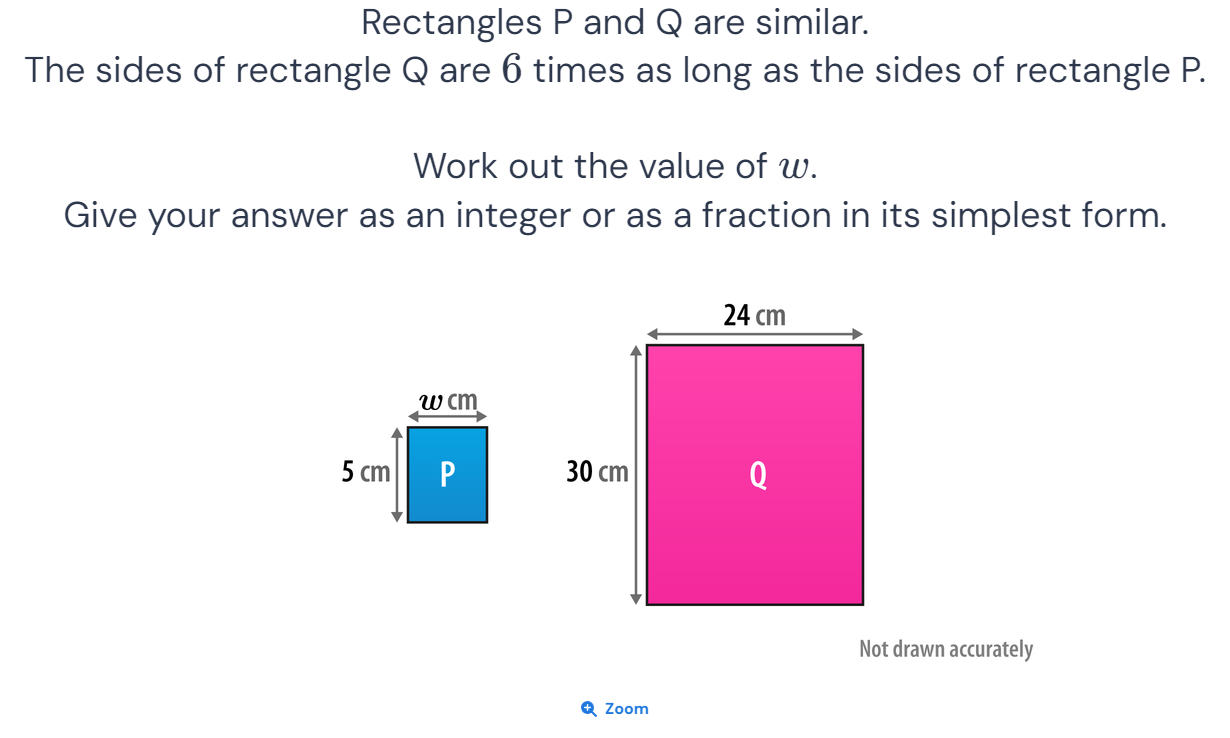 Rectangles P and Q are similar.
The sides of rectangle Q are 6 times as long as the sides of rectangle P.
Work out the value of w.
Give your answer as an integer or as a fraction in its simplest form.
24 cm
w cm
5 cm
P
30 cm
Q
Not drawn accurately
Zoom